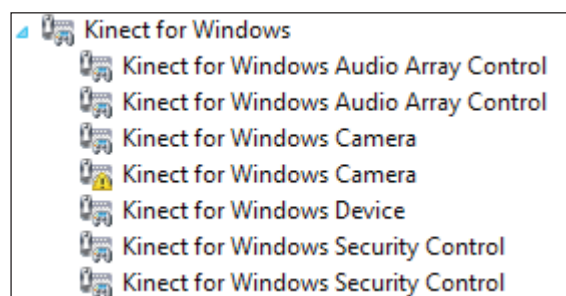 Kinect for Windows
Kinect for Windows Audio Array Control
Kinect for Windows Audio Array Control
Kinect for Windows Camera
Kinect for Windows Camera
Kinect for Windows Device
Kinect for Windows Security Control
Kinect for Windows Security Control